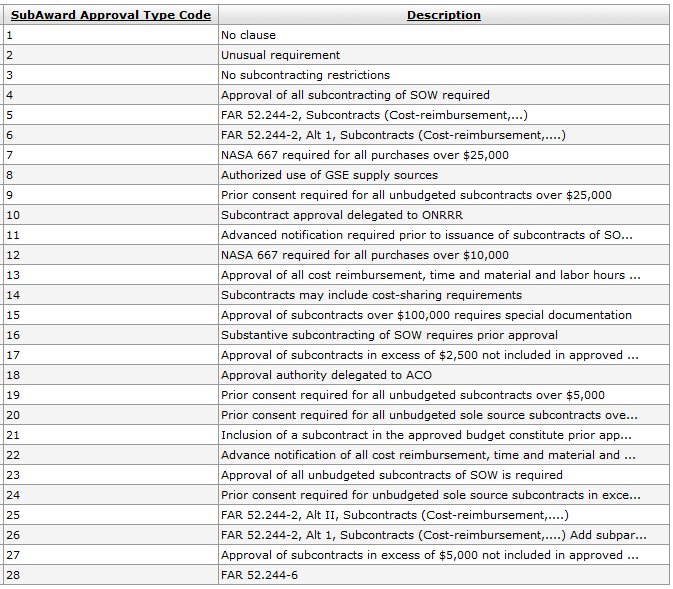 SubAward Approval Type Code Description
1 No clause
2 Unusual requirement
3 No subcontracting restrictions
4 Approval of all subcontracting of SOW required
5 FAR 52.244-2, Subcontracts (Cost-reimbursement,...)
6 FAR 52.244-2, Alt 1, Subcontracts (Cost-reimbursement,....)
7 NASA 667 required for all purchases over $25,000
8 Authorized use of GSE supply sources
9 Prior consent required for all unbudgeted subcontracts over $25,000
10 Subcontract approval delegated to ONRRR
11 Advanced notification required prior to issuance of subcontracts of SO...
12 NASA 667 required for all purchases over $10,000
13 Approval of all cost reimbursement, time and material and labor hours ...
14 Subcontracts may include cost-sharing requirements
15 Approval of subcontracts over $100,000 requires special documentation
16 Substantive subcontracting of SOW requires prior approval
17 Approval of subcontracts in excess of $2,500 not included in approved ...
18 Approval authority delegated to ACO
19 Prior consent required for all unbudgeted subcontracts over $5,000
20 Prior consent required for all unbudgeted sole source subcontracts ove...
21 Inclusion of a subcontract in the approved budget constitute prior app...
22 Advance notification of all cost reimbursement, time and material and ...
23 Approval of all unbudgeted subcontracts of SOW is required
24 Prior consent required for unbudgeted sole source subcontracts in exce...
25 FAR 52.244-2, Alt II, Subcontracts (Cost-reimbursement,....)
26 FAR 52.244-2, Alt 1, Subcontracts (Cost-reimbursement,....) Add subpar...
27 Approval of subcontracts in excess of $5,000 not included in approved ...
28 FAR 52.244-6